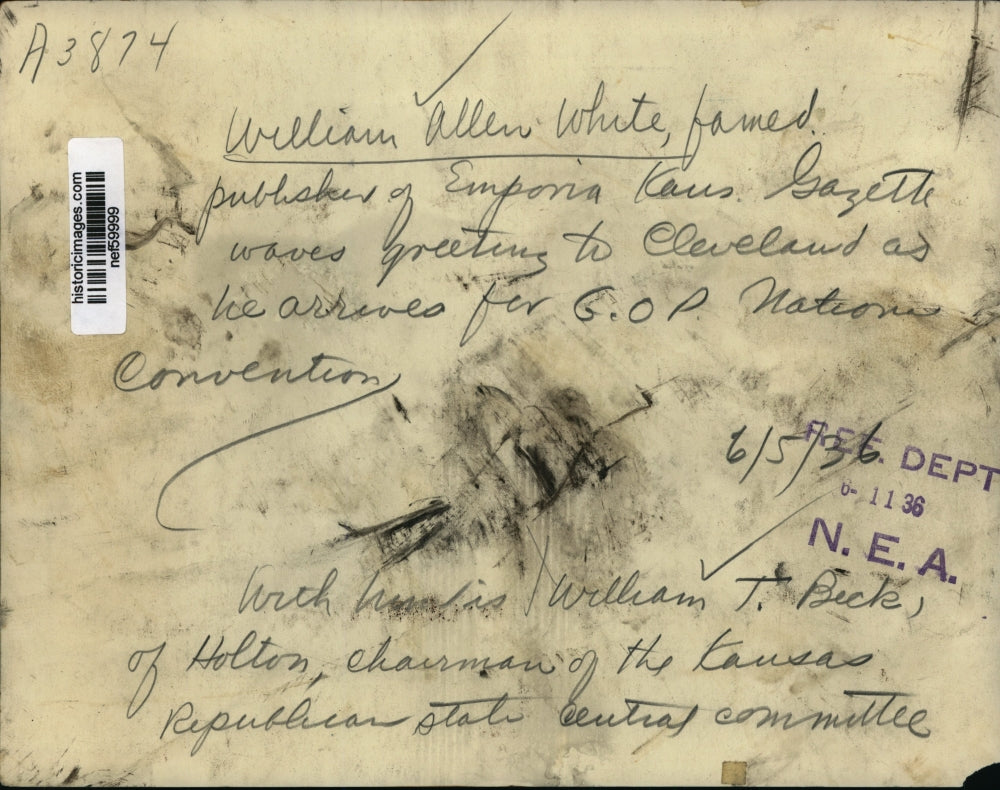 A3874
William Allen White, famed
publisher of Emporia Kans. Gazette
waves greeting to Cleveland as
he arrives for G.O.P National
Convention
historicimages.com
nef59999
6/5/36
REF. DEPT
6- 11 36
N. E. A.
With him is William T. Beck,
of Holton, chairman of the Kansas
Republican state central committee